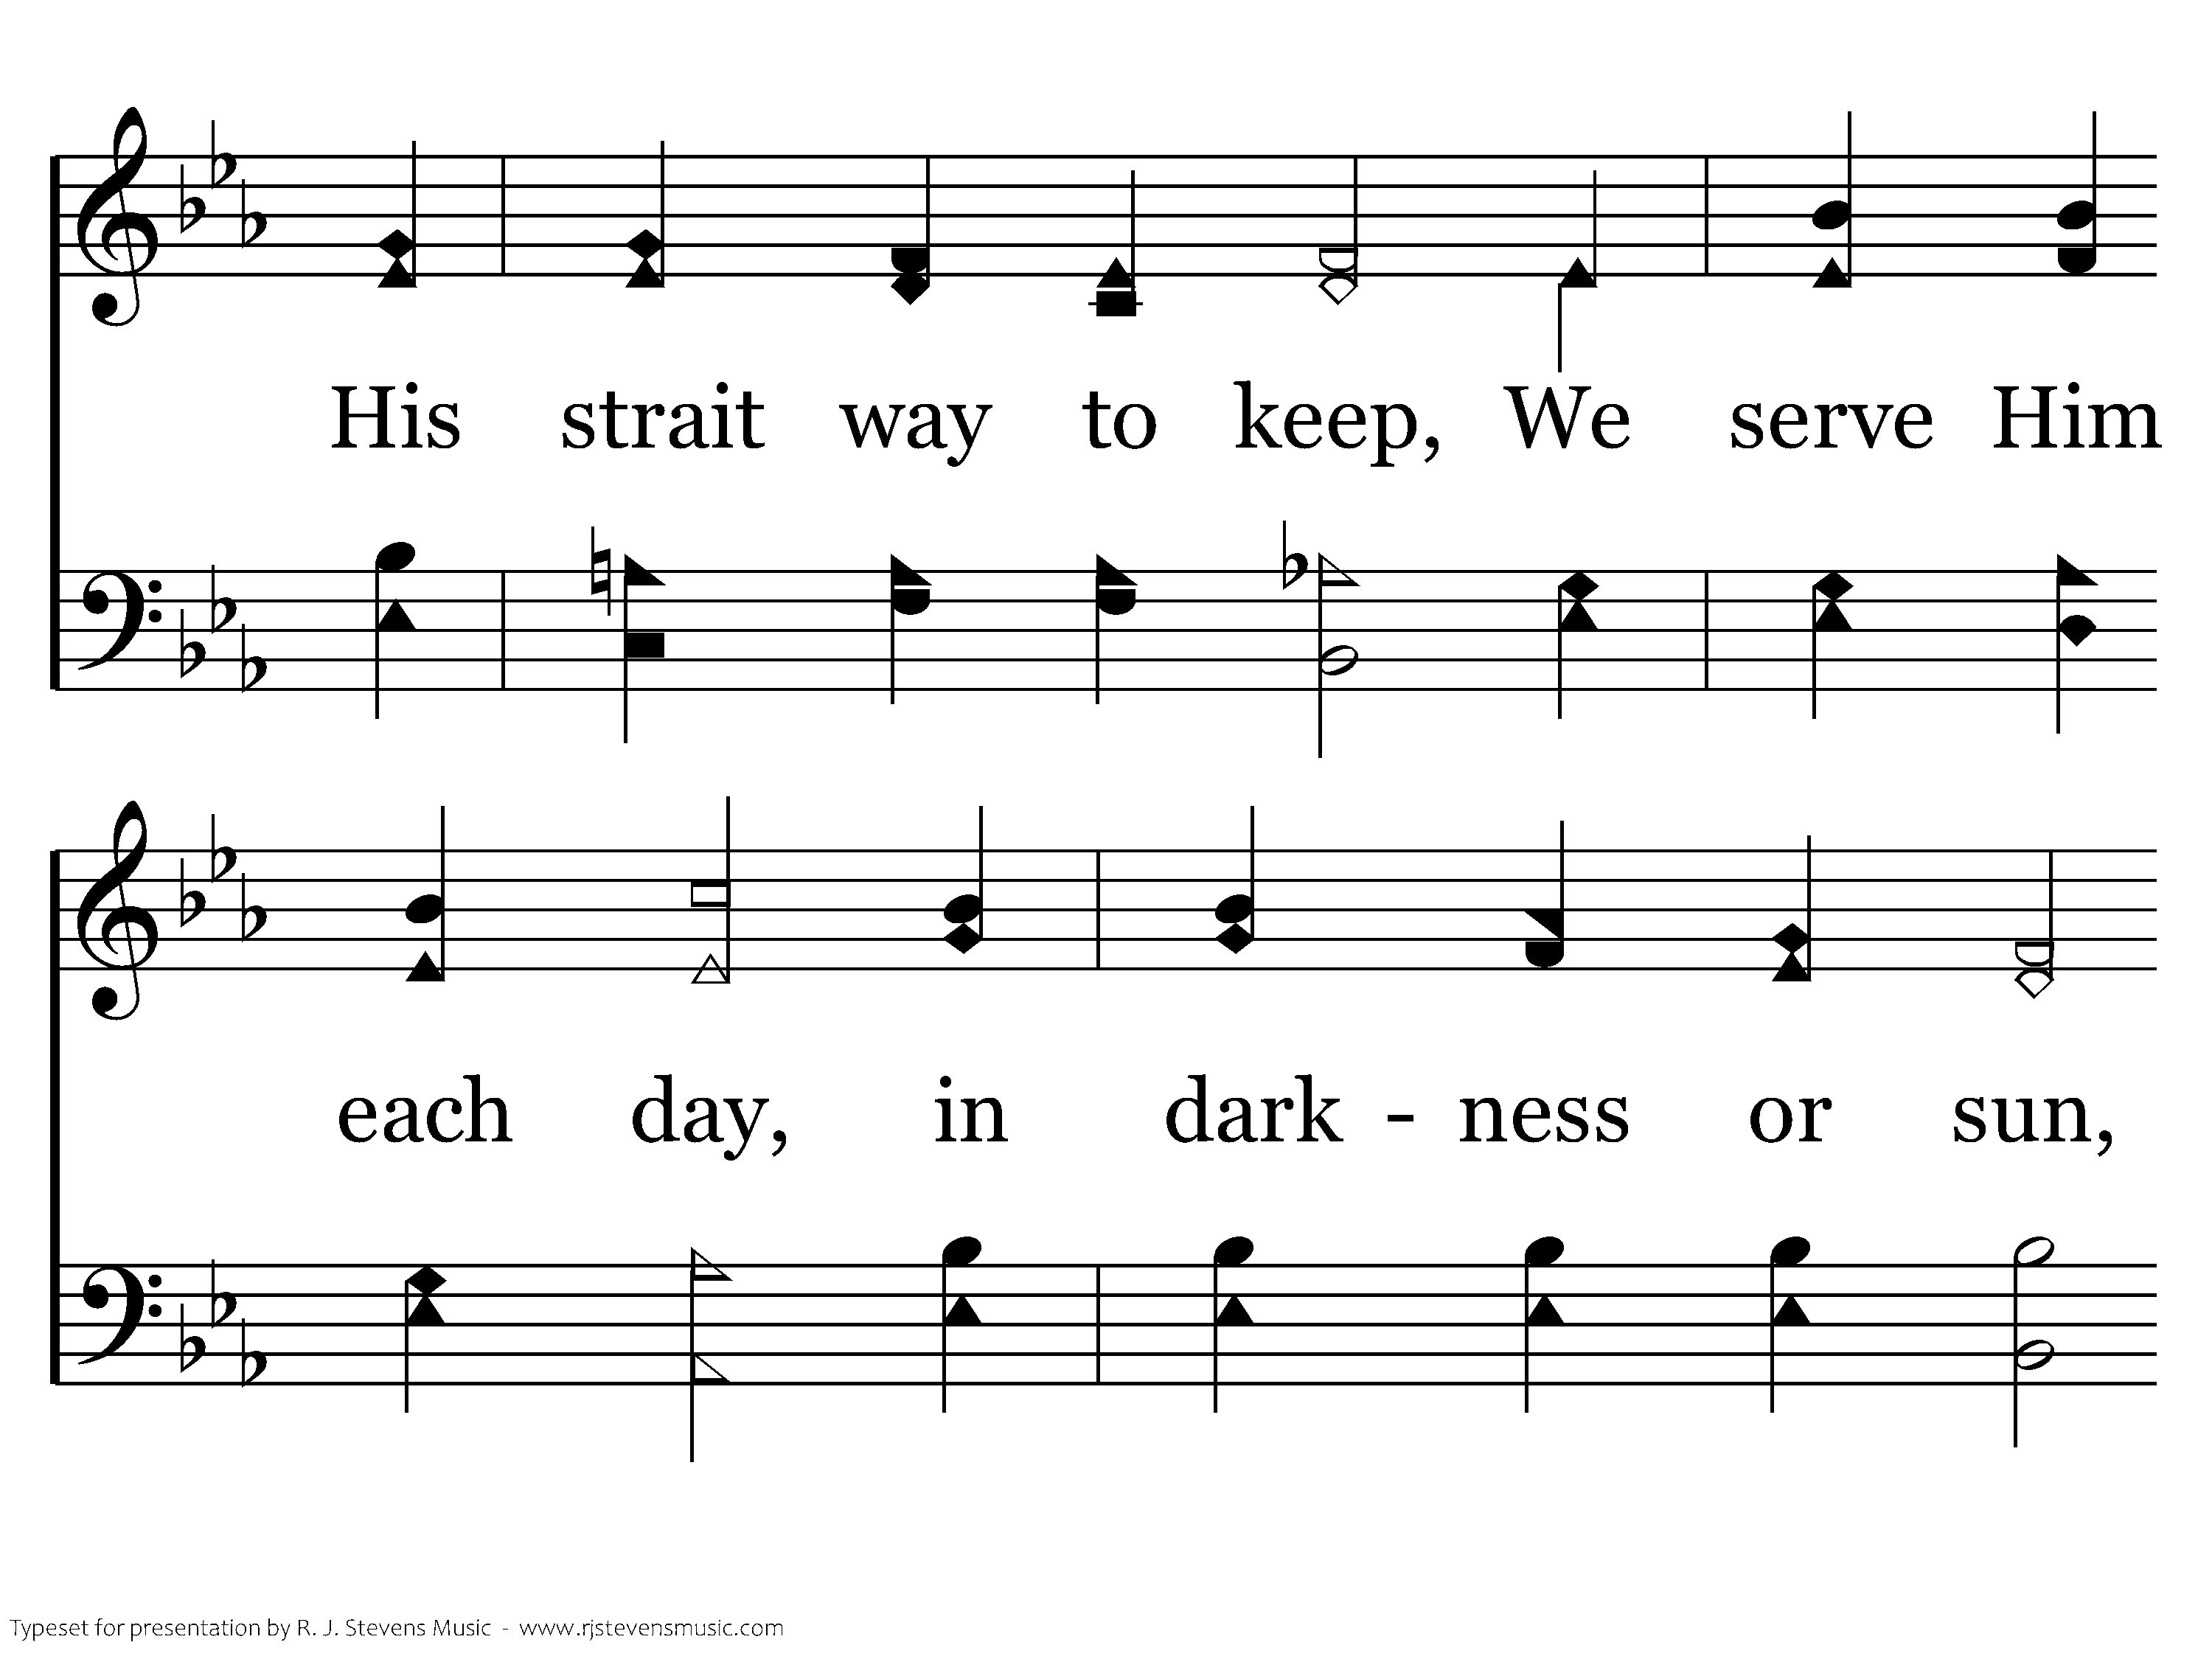 His strait way to keep, We serve Him
each day, in dark - ness or sun,
Typeset for presentation by R. J. Stevens Music - www.rjstevensmusic.com